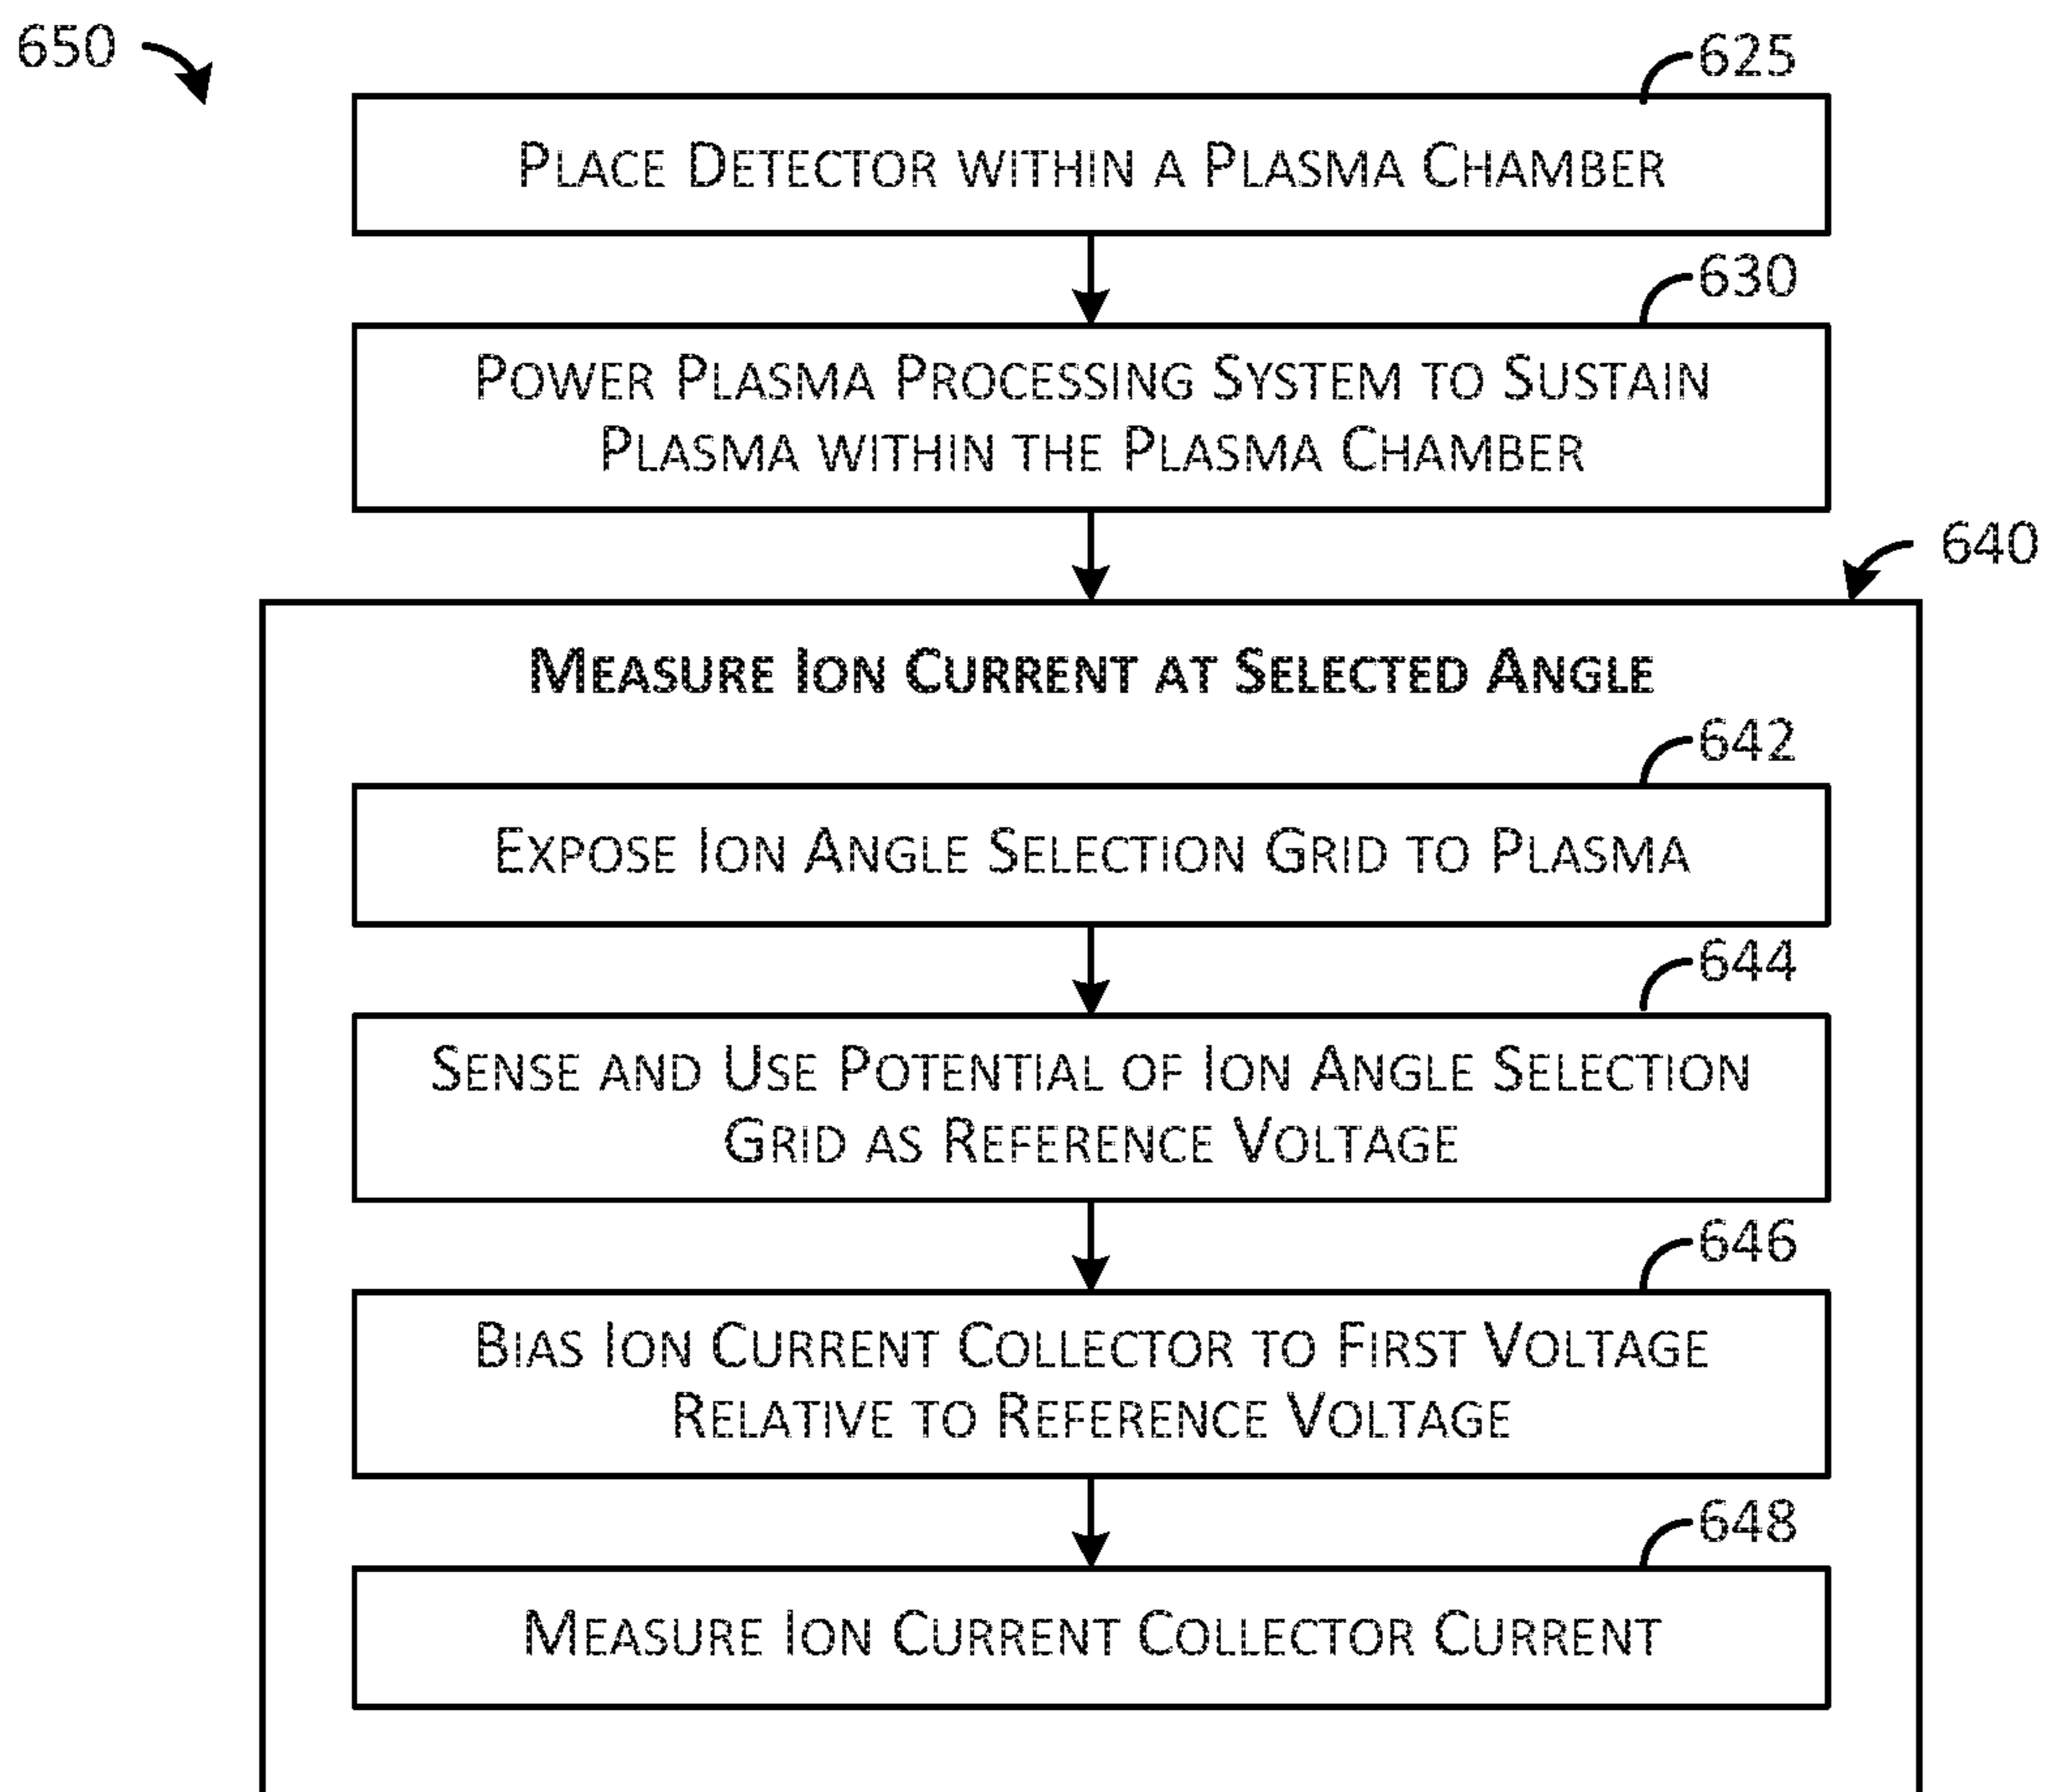 650
625
PLACE DETECTOR WITHIN A PLASMA CHAMBER
630
POWER PLASMA PROCESSING SYSTEM TO SUSTAIN
PLASMA WITHIN THE PLASMA CHAMBER
640
MEASURE ION CURRENT AT SELECTED ANGLE
642
EXPOSE ION ANGLE SELECTION GRID TO PLASMA
644
SENSE AND USE POTENTIAL OF ION ANGLE SELECTION
GRID AS REFERENCE VOLTAGE
646
BIAS ION CURRENT COLLECTOR TO FIRST VOLTAGE
RELATIVE TO REFERENCE VOLTAGE
648
MEASURE ION CURRENT COLLECTOR CURRENT